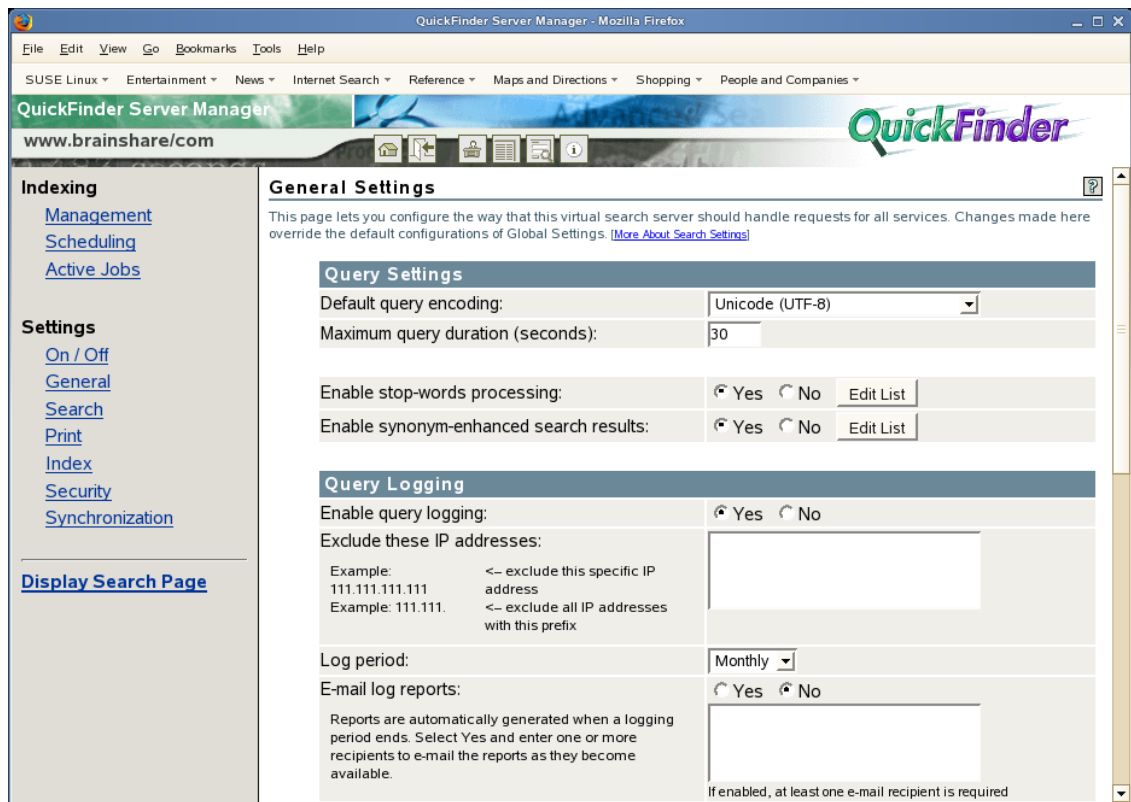 QuickFinder Server Manager - Mozilla Firefox
File Edit View Go Bookmarks Tools Help
SUSE Linux Entertainment News Internet Search Reference Maps and Directions Shopping People and Companies
QuickFinder Server Manager
Advanced Sea
www.brainshare/com
QuickFinder
Indexing
Management
Scheduling
Active Jobs
Settings
On / Off
General
Search
Print
Index
Security
Synchronization
Display Search Page
General Settings
?
This page lets you configure the way that this virtual search server should handle requests for all services. Changes made here
override the default configurations of Global Settings. [More About Search Settings]
Query Settings
Default query encoding: Unicode (UTF-8)
Maximum query duration (seconds): 30
Enable stop-words processing: Yes No Edit List
Enable synonym-enhanced search results: Yes No Edit List
Query Logging
Enable query logging: Yes No
Exclude these IP addresses:
Example: <– exclude this specific IP
111.111.111.111 address
Example: 111.111. <– exclude all IP addresses
with this prefix
Log period: Monthly
E-mail log reports: Yes No
Reports are automatically generated when a logging
period ends. Select Yes and enter one or more
recipients to e-mail the reports as they become
available.
If enabled, at least one e-mail recipient is required